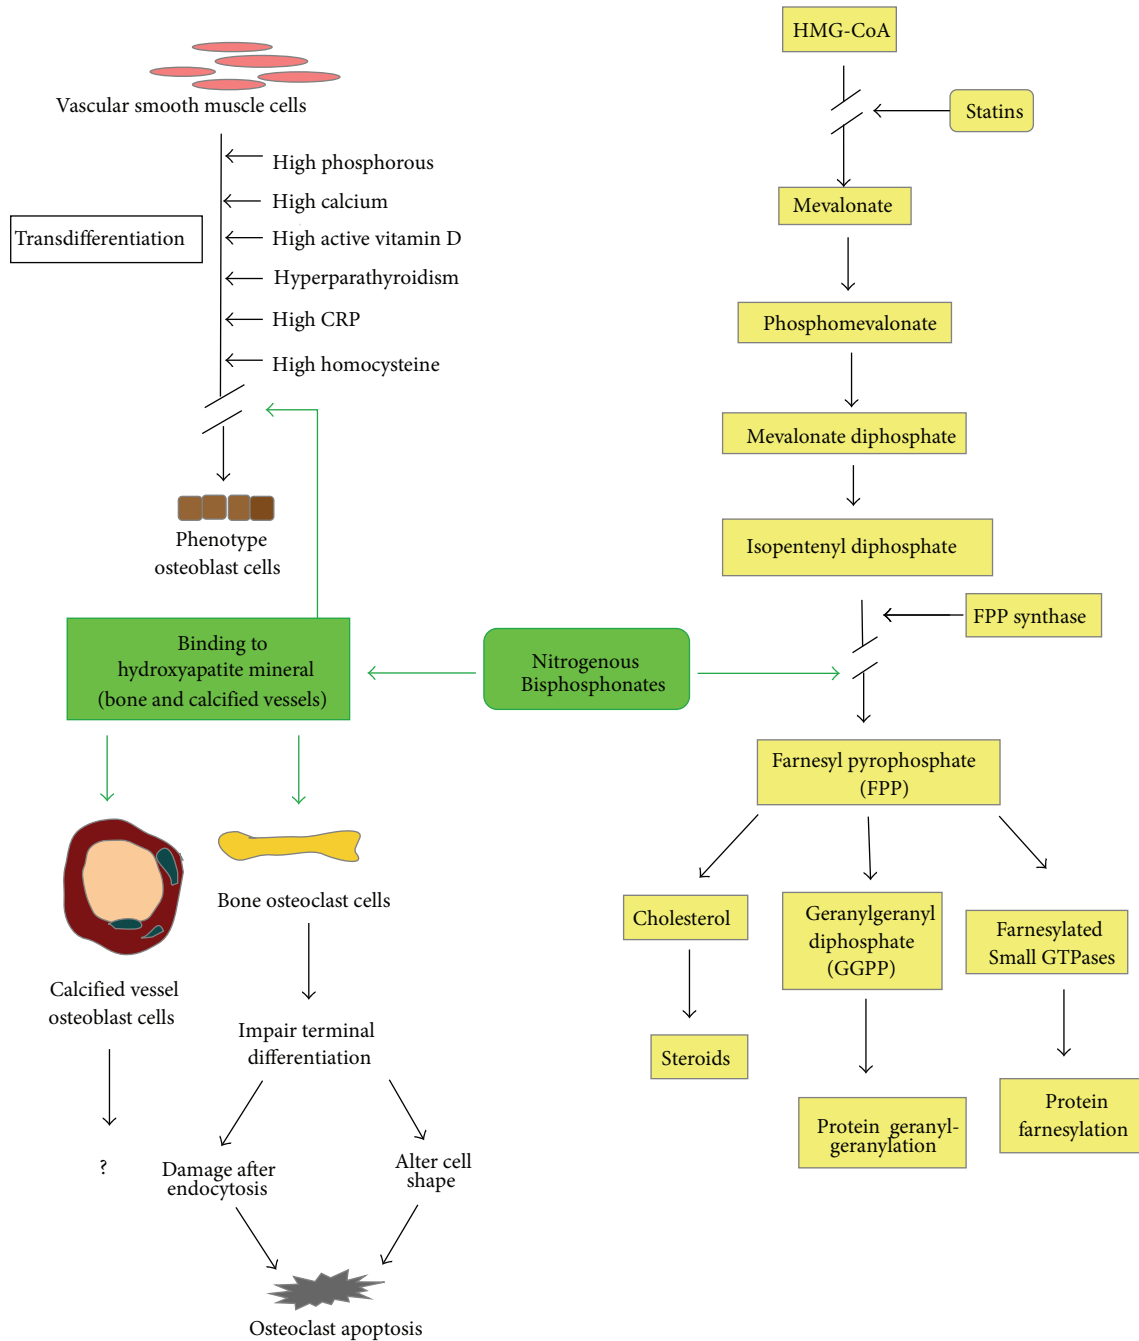 Vascular smooth muscle cells
High phosphorous
High calcium
Transdifferentiation
High active vitamin D
Hyperparathyroidism
High CRP
High homocysteine
Phenotype
osteoblast cells
Binding to
hydroxyapatite mineral
(bone and calcified vessels)
Nitrogenous
Bisphosphonates
Calcified vessel
osteoblast cells
?
Bone osteoclast cells
Impair terminal
differentiation
Damage after
endocytosis
Alter cell
shape
Osteoclast apoptosis
HMG-CoA
Statins
Mevalonate
Phosphomevalonate
Mevalonate diphosphate
Isopentenyl diphosphate
FPP synthase
Farnesyl pyrophosphate
(FPP)
Cholesterol
Steroids
Geranylgeranyl
diphosphate
(GGPP)
Protein geranyl-
geranylation
Farnesylated
Small GTPases
Protein
farnesylation